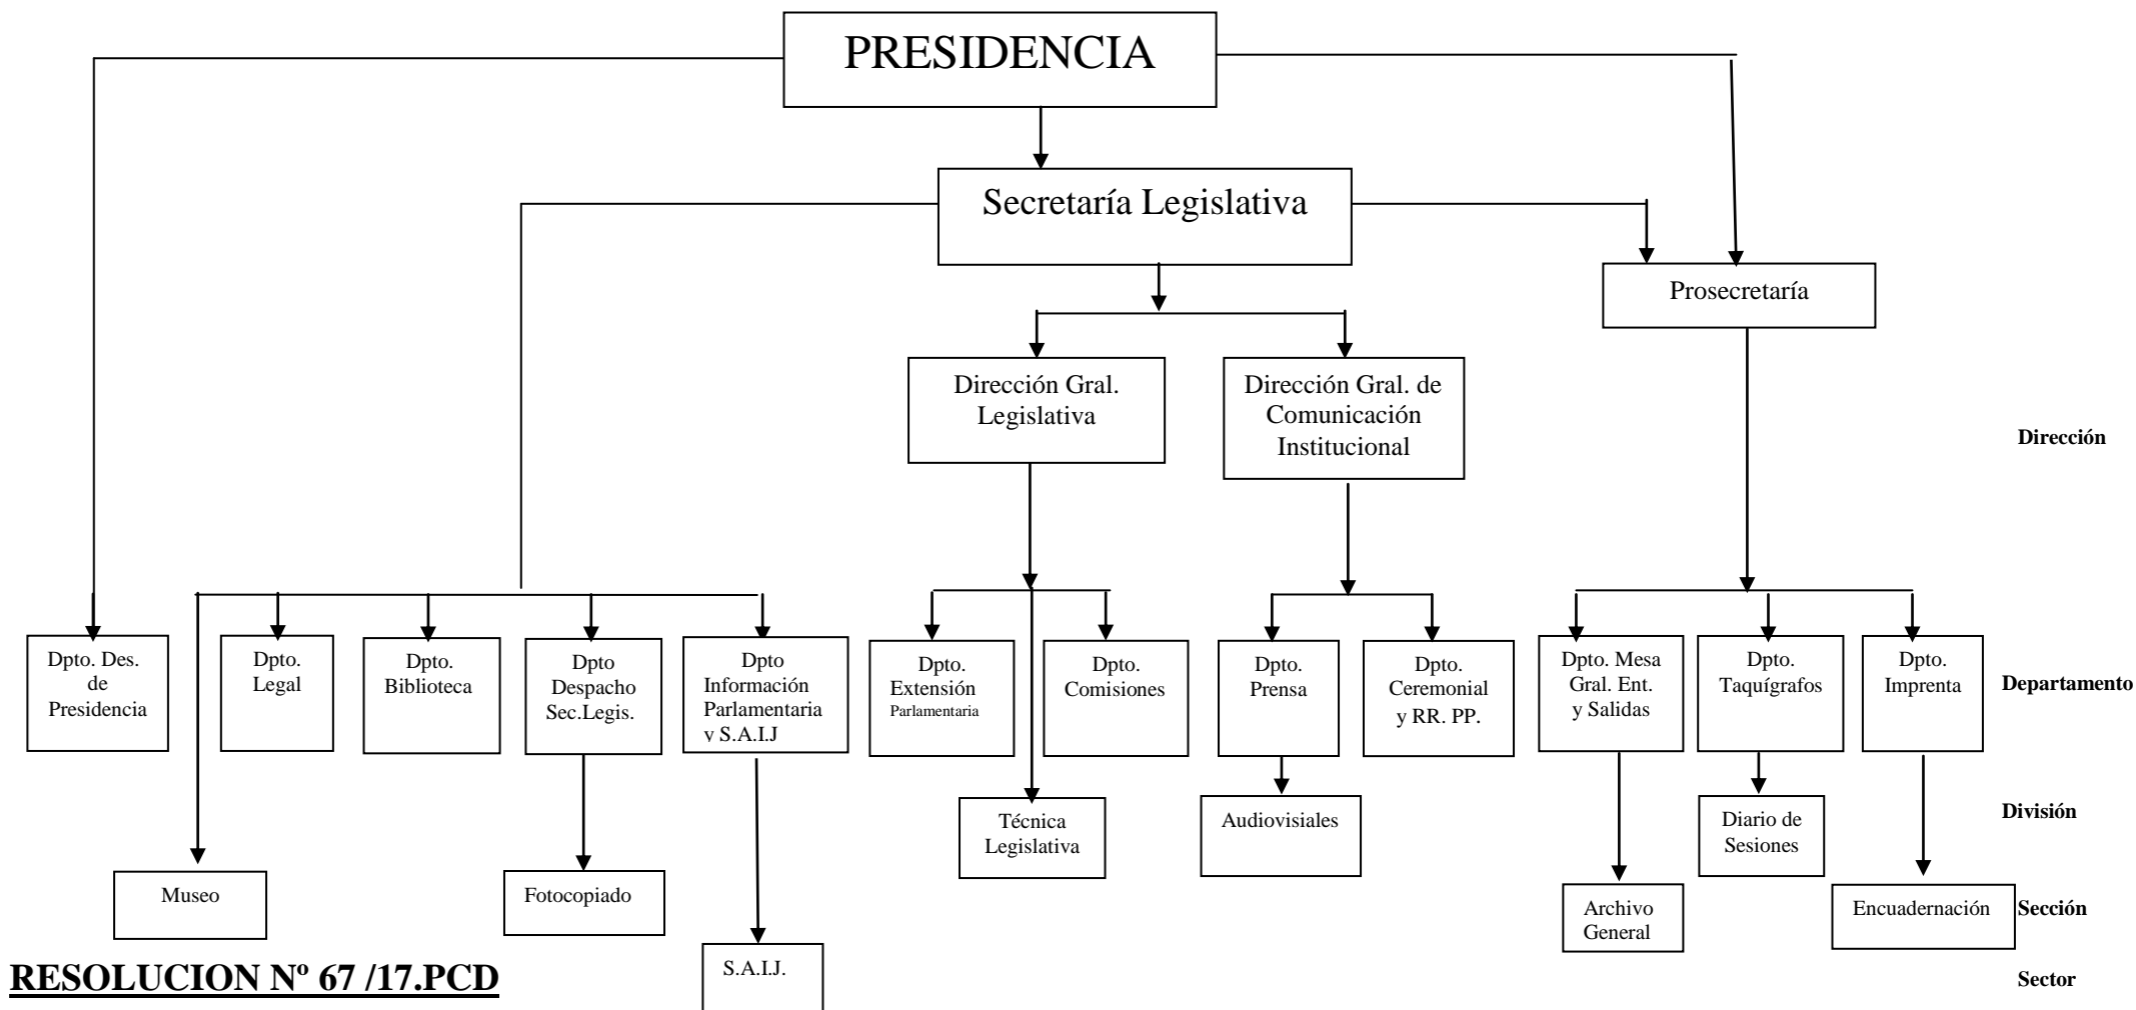 PRESIDENCIA
Secretaría Legislativa
Prosecretaría
Dirección Gral.
Legislativa
Dirección Gral. de
Comunicación
Institucional
Dirección
Dpto. Des.
de
Presidencia
Dpto.
Legal
Dpto.
Biblioteca
Dpto
Despacho
Sec.Legis.
Dpto
Información
Parlamentaria
y S.A.I.J
Dpto.
Extensión
Parlamentaria
Dpto.
Comisiones
Dpto.
Prensa
Dpto.
Ceremonial
y RR. PP.
Dpto. Mesa
Gral. Ent.
y Salidas
Dpto.
Taquígrafos
Dpto.
Imprenta
Departamento
Técnica
Legislativa
Audiovisiales
Diario de
Sesiones
División
Museo
Fotocopiado
Archivo
General
Encuadernación
Sección
S.A.I.J.
RESOLUCION Nº 67 /17.PCD
Sector